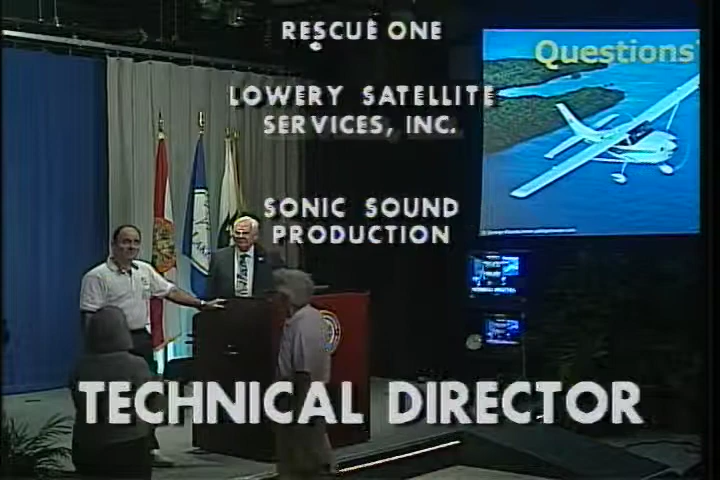 RESCUE ONE
Questions
LOWERY SATELLITE
SERVICES, INC.
SONIC SOUND
PRODUCTION
TECHNICAL DIRECTOR